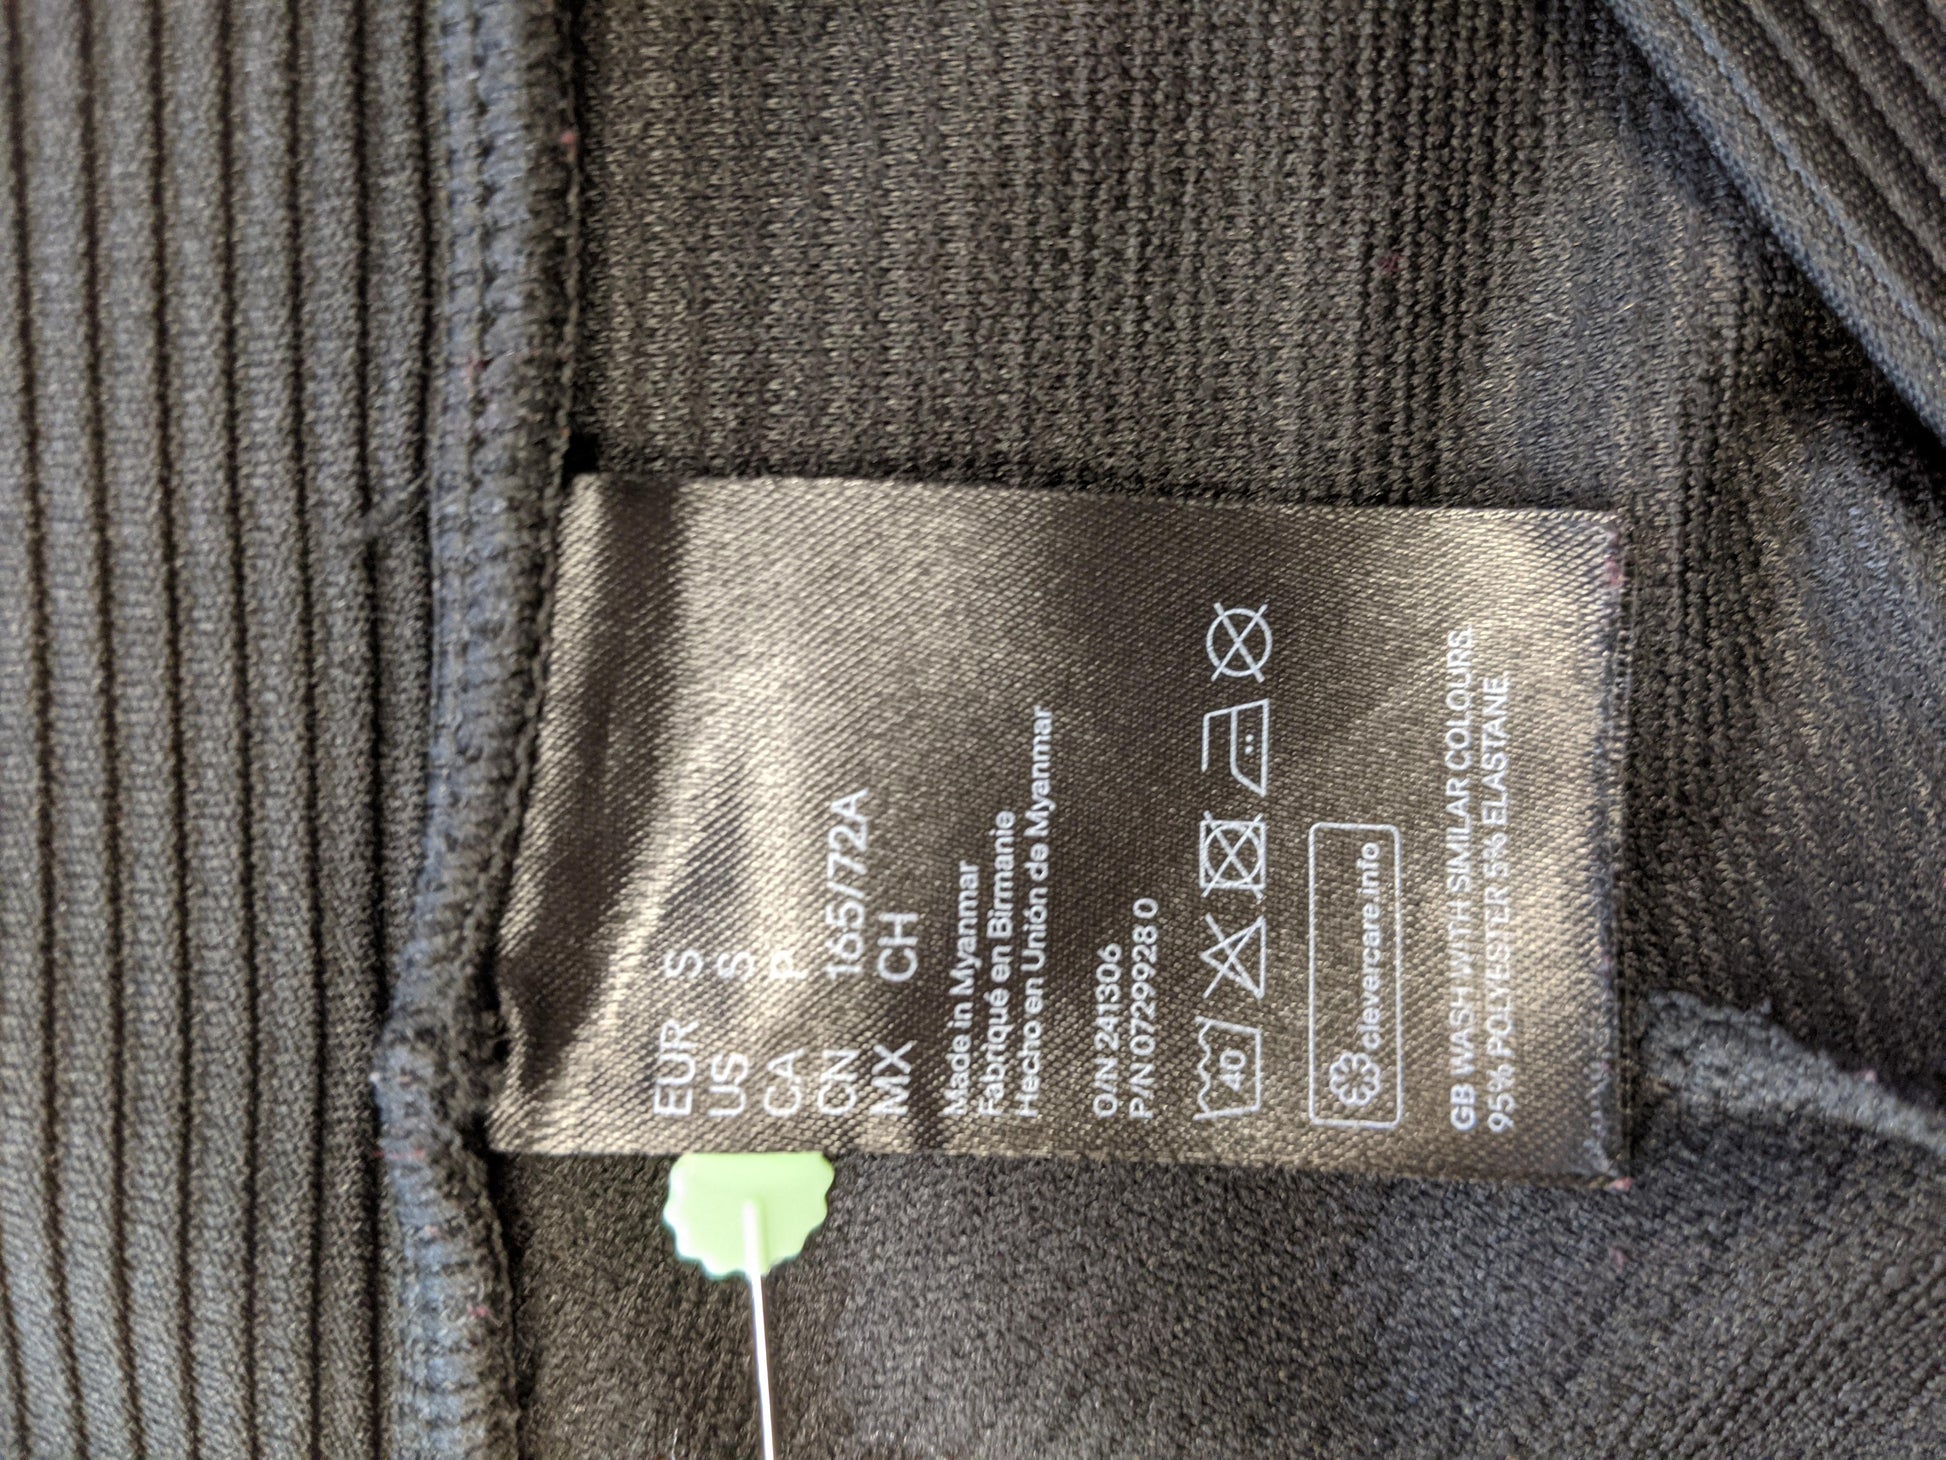 EUR S
US S
CA P
CN 165/72A
MX CH
Made in Myanmar
Fabriqué en Birmanie
Hecho en Unión de Myanmar
O/N 241306
P/N 0729928 0
40
clevercare.info
GB WASH WITH SIMILAR COLOURS.
95% POLYESTER 5% ELASTANE.